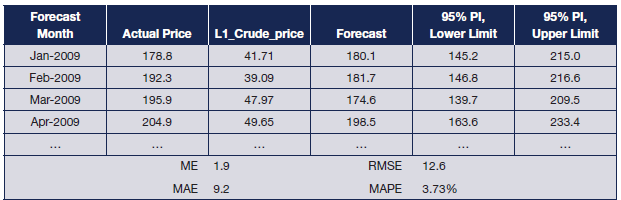 Forecast Month Actual Price L1_Crude_price Forecast 95% PI, Lower Limit 95% PI, Upper Limit
Jan-2009 178.8 41.71 180.1 145.2 215.0
Feb-2009 192.3 39.09 181.7 146.8 216.6
Mar-2009 195.9 47.97 174.6 139.7 209.5
Apr-2009 204.9 49.65 198.5 163.6 233.4
... ... ... ... ... ...
ME 1.9 RMSE 12.6
MAE 9.2 MAPE 3.73%